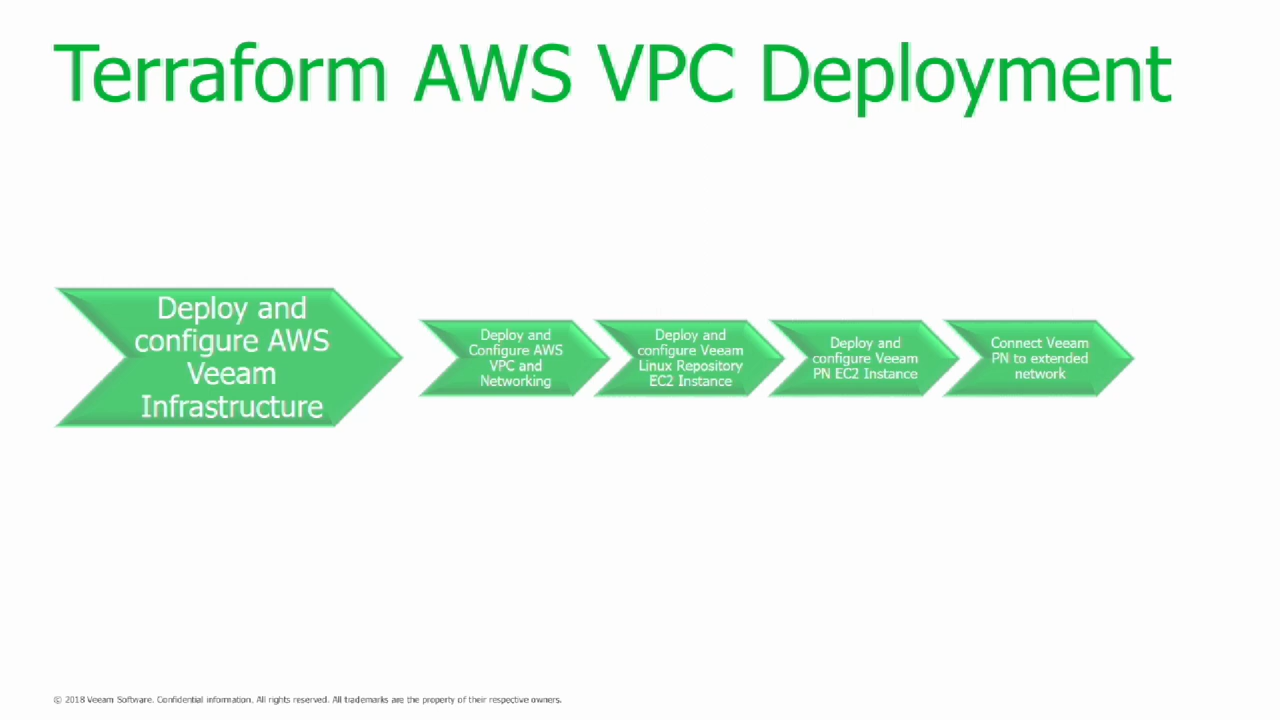 Terraform AWS VPC Deployment
Deploy and
configure AWS
Veeam
Infrastructure
Deploy and
Configure AWS
VPC and
Networking
Deploy and
configure Veeam
Linux Repository
EC2 Instance
Deploy and
configure Veeam
PN EC2 Instance
Connect Veeam
PN to extended
network
© 2018 Veeam Software. Confidential information. All rights reserved. All trademarks are the property of their respective owners.